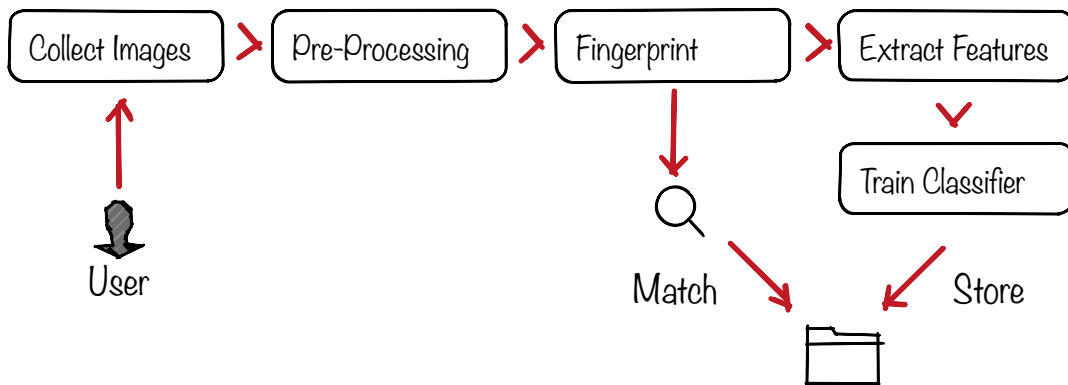 Collect Images
Pre-Processing
Fingerprint
Extract Features
Train Classifier
User
Match
Store